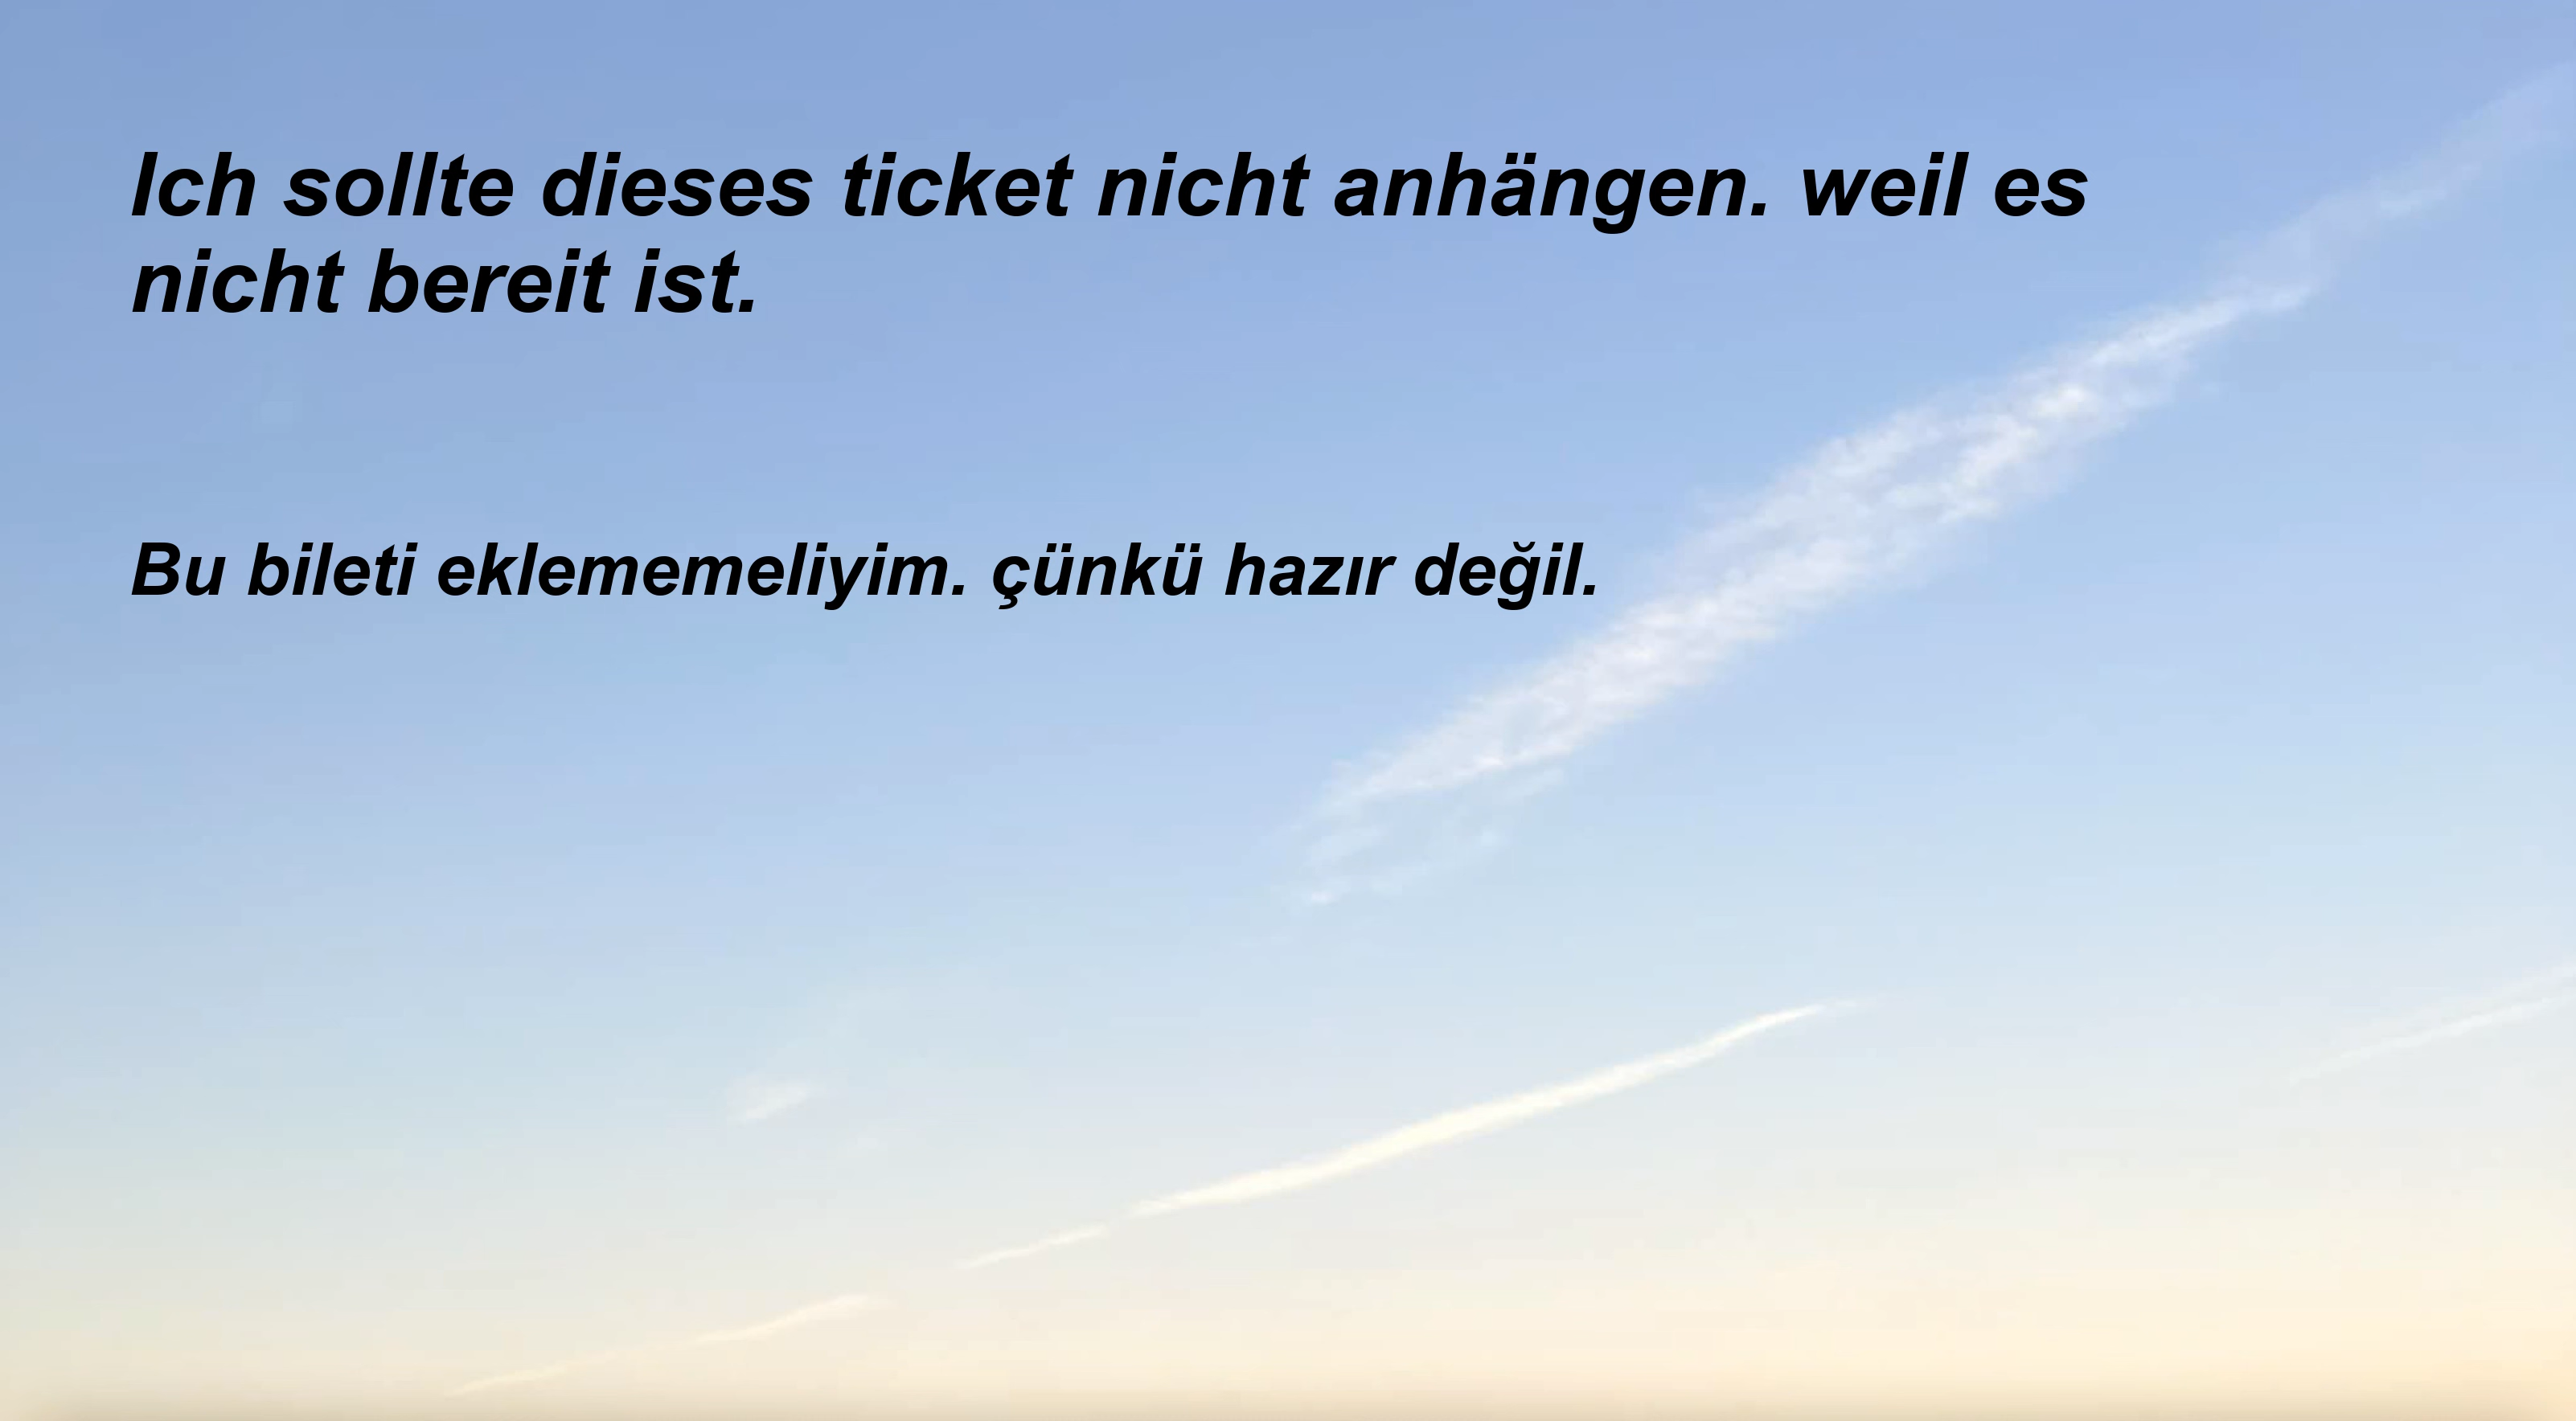 Ich sollte dieses ticket nicht anhängen. weil es
nicht bereit ist.
Bu bileti eklememeliyim. çünkü hazır değil.